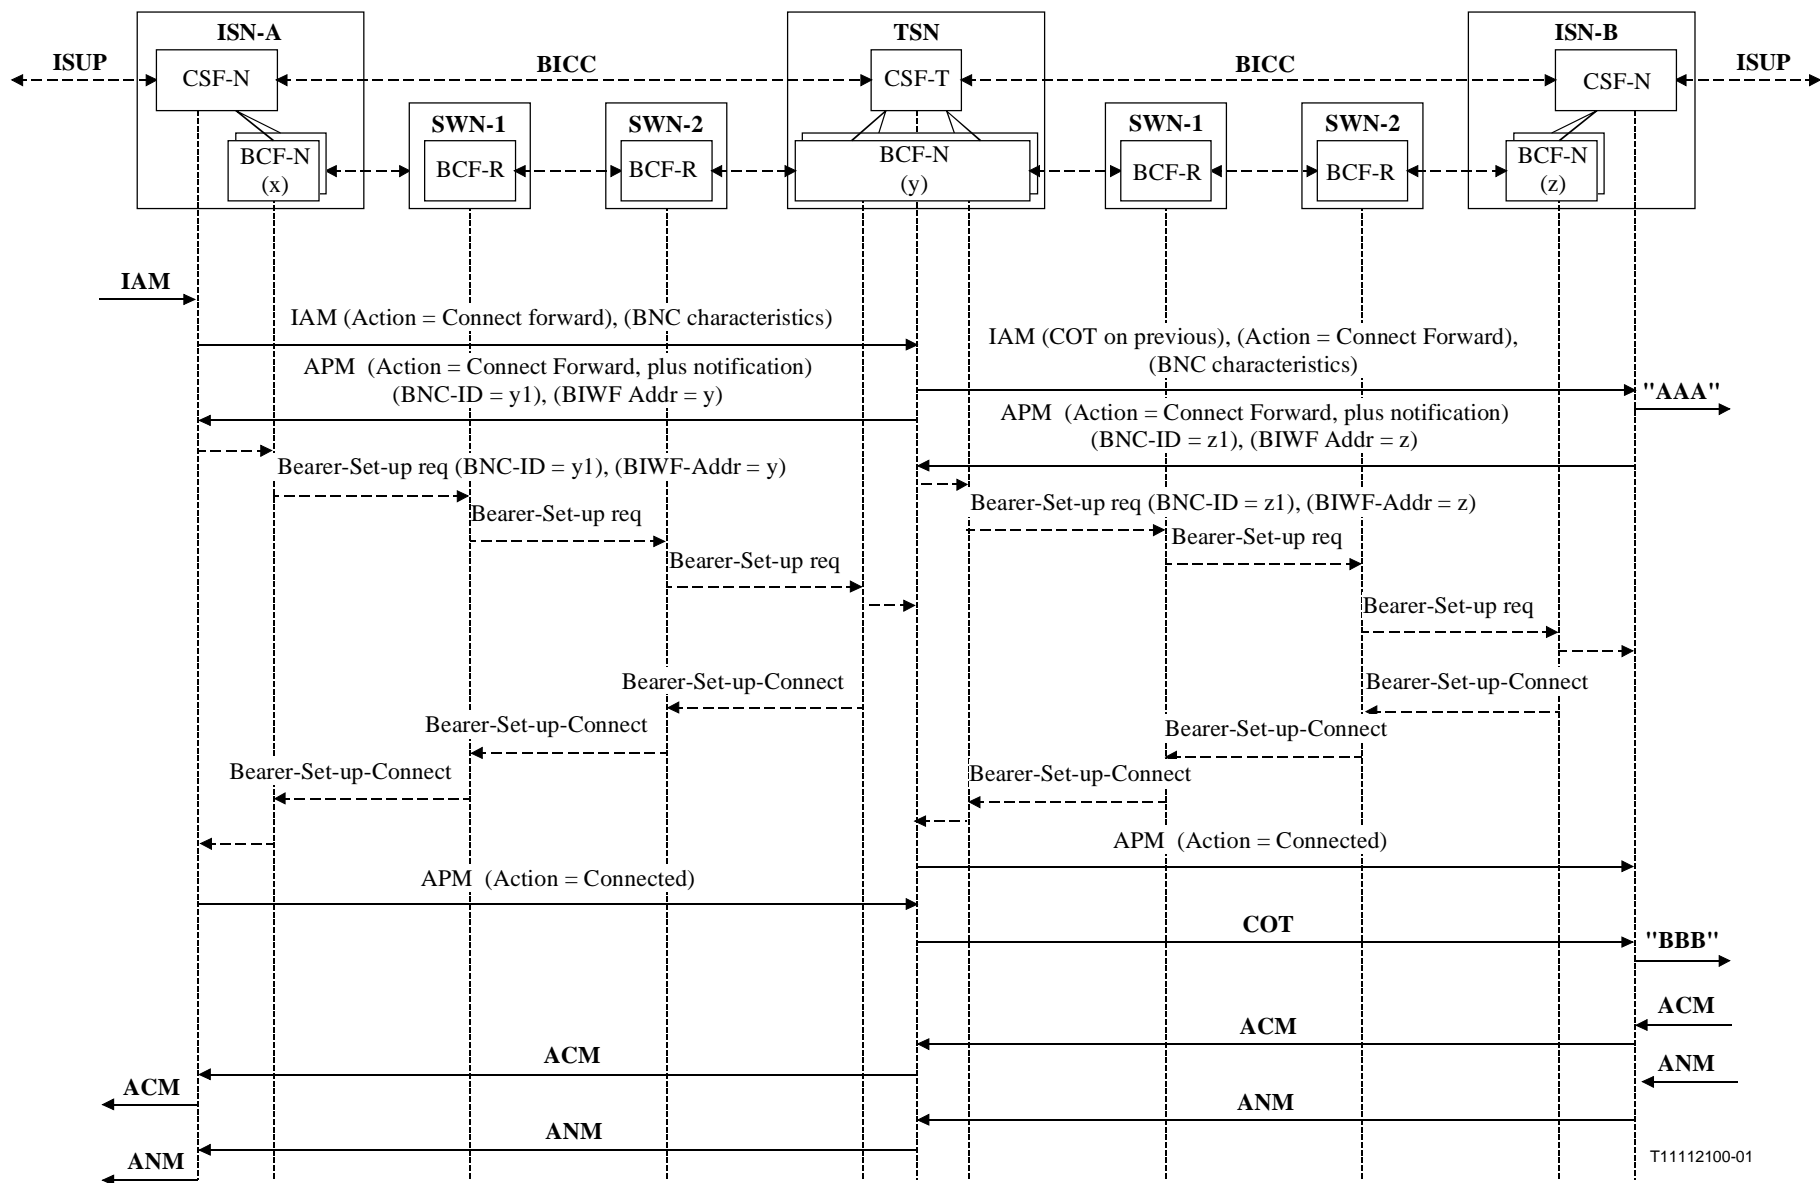 ISN-A
TSN
ISN-B
ISUP
CSF-N
BICC
CSF-T
BICC
CSF-N
ISUP
SWN-1
SWN-2
SWN-1
SWN-2
BCF-N
(x)
BCF-R
BCF-R
BCF-N
(y)
BCF-R
BCF-R
BCF-N
(z)
IAM
IAM (Action = Connect forward), (BNC characteristics)
IAM (COT on previous), (Action = Connect Forward),
(BNC characteristics)
APM (Action = Connect Forward, plus notification)
(BNC-ID = y1), (BIWF Addr = y)
"AAA"
APM (Action = Connect Forward, plus notification)
(BNC-ID = z1), (BIWF Addr = z)
Bearer-Set-up req (BNC-ID = y1), (BIWF-Addr = y)
Bearer-Set-up req (BNC-ID = z1), (BIWF-Addr = z)
Bearer-Set-up req
Bearer-Set-up req
Bearer-Set-up req
Bearer-Set-up req
Bearer-Set-up-Connect
Bearer-Set-up-Connect
Bearer-Set-up-Connect
Bearer-Set-up-Connect
Bearer-Set-up-Connect
Bearer-Set-up-Connect
APM (Action = Connected)
APM (Action = Connected)
COT
"BBB"
ACM
ACM
ACM
ACM
ANM
ANM
ANM
ANM
T11112100-01